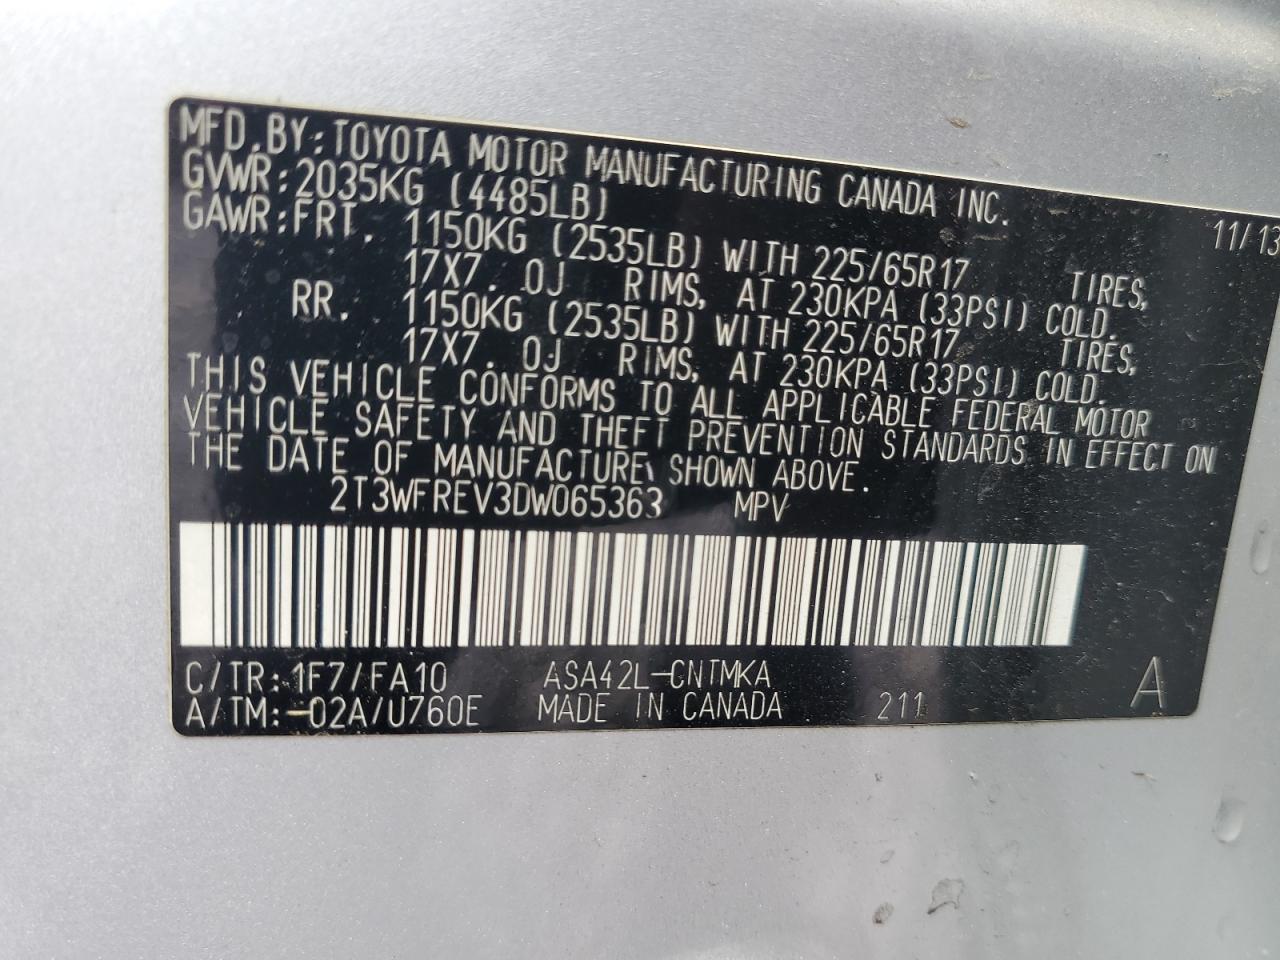 MFD.BY:TOYOTA MOTOR MANUFACTURING CANADA INC.
GVWR:2035KG (4485LB) 11/13
GAWR:FRT. 1150KG (2535LB) WITH 225/65R17 TIRES,
17X7.0J RIMS, AT 230KPA (33PSI) COLD.
RR. 1150KG (2535LB) WITH 225/65R17 TIRES,
17X7.0J RIMS, AT 230KPA (33PSI) COLD.
THIS VEHICLE CONFORMS TO ALL APPLICABLE FEDERAL MOTOR
VEHICLE SAFETY AND THEFT PREVENTION STANDARDS IN EFFECT ON
THE DATE OF MANUFACTURE SHOWN ABOVE.
2T3WFREV3DW065363 MPV
C/TR:1F7/FA10 ASA42L-CNTMKA
A/TM:-02A/U760E MADE IN CANADA 211 A